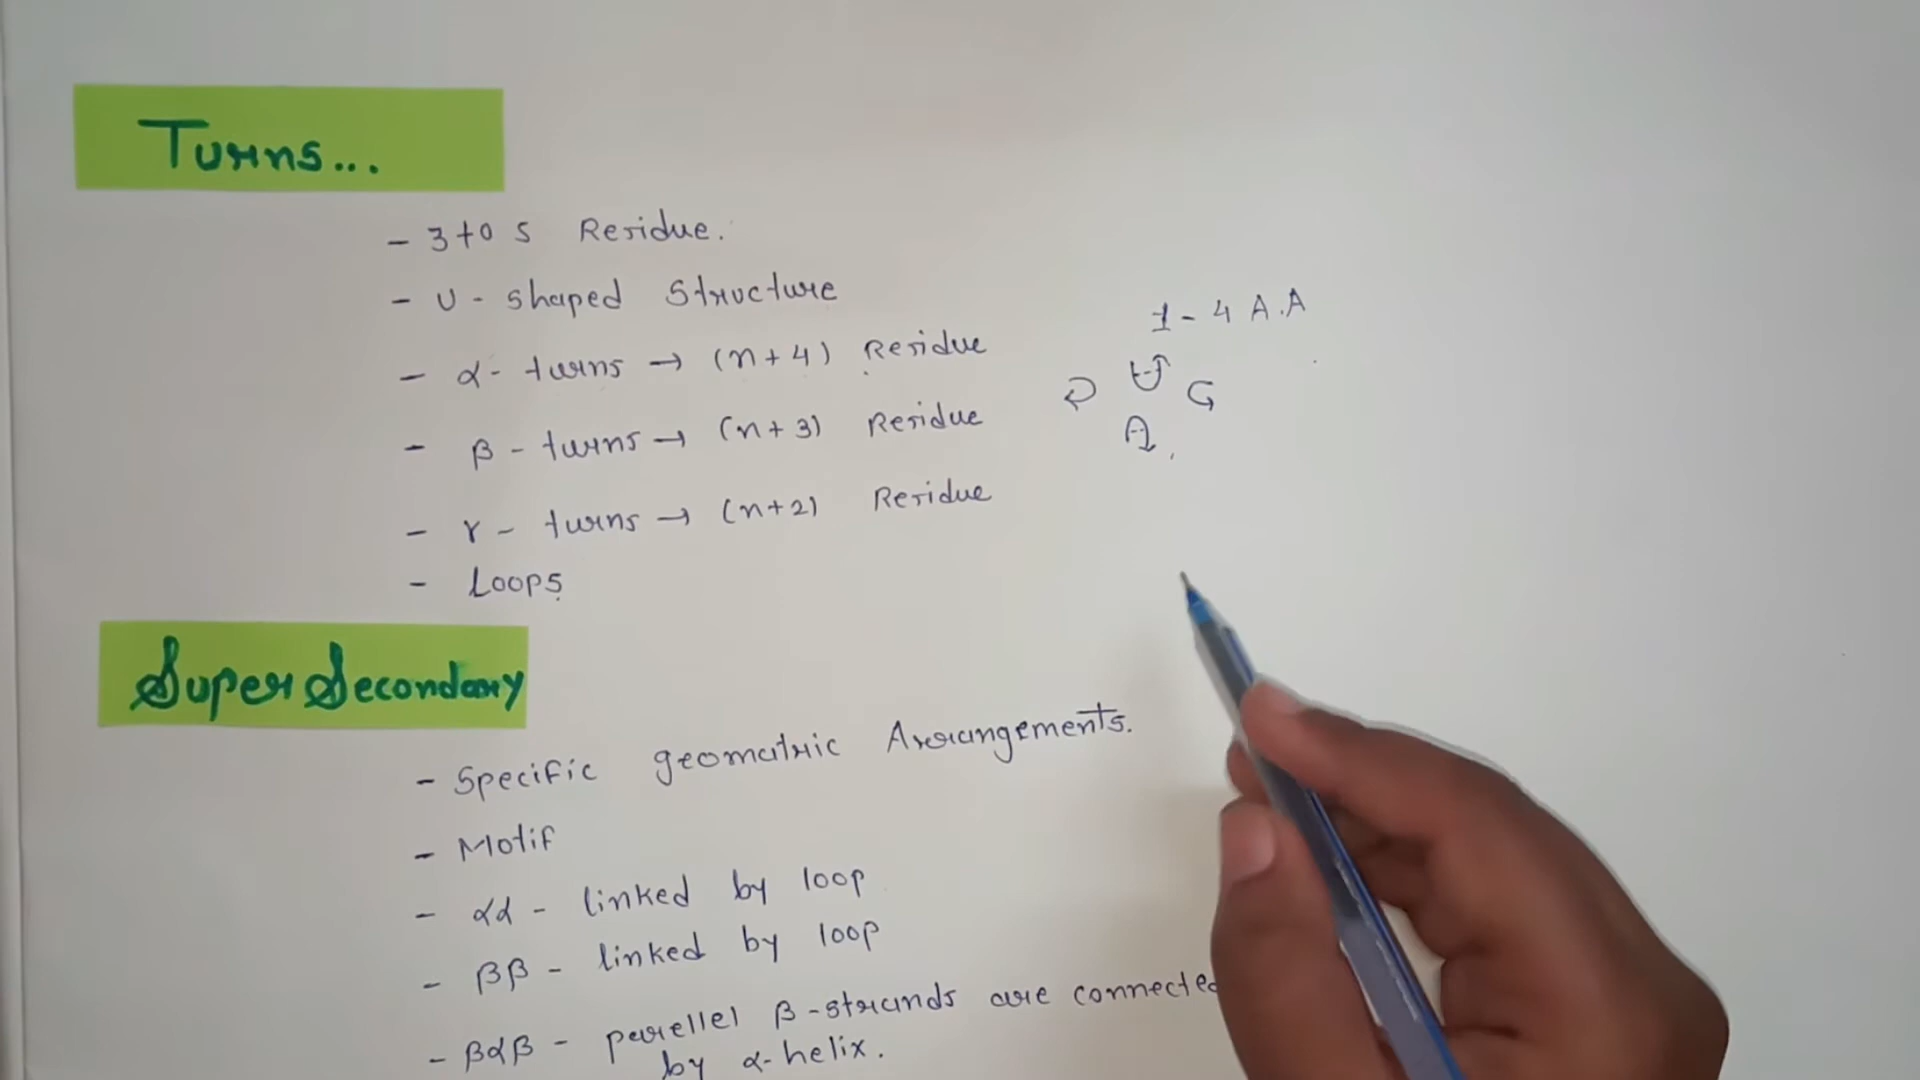 Turns...
- 3 to 5 Residue.
- U - shaped Structure
- α - turns → (n+4) Residue
- β - turns → (n+3) Residue
- γ - turns → (n+2) Residue
- Loops
1 - 4 A.A
Super Secondary
- Specific geomatric Arrangements.
- Motif
- αα - linked by loop
- ββ - linked by loop
- βαβ - parellel β-strands are connected
by α-helix.